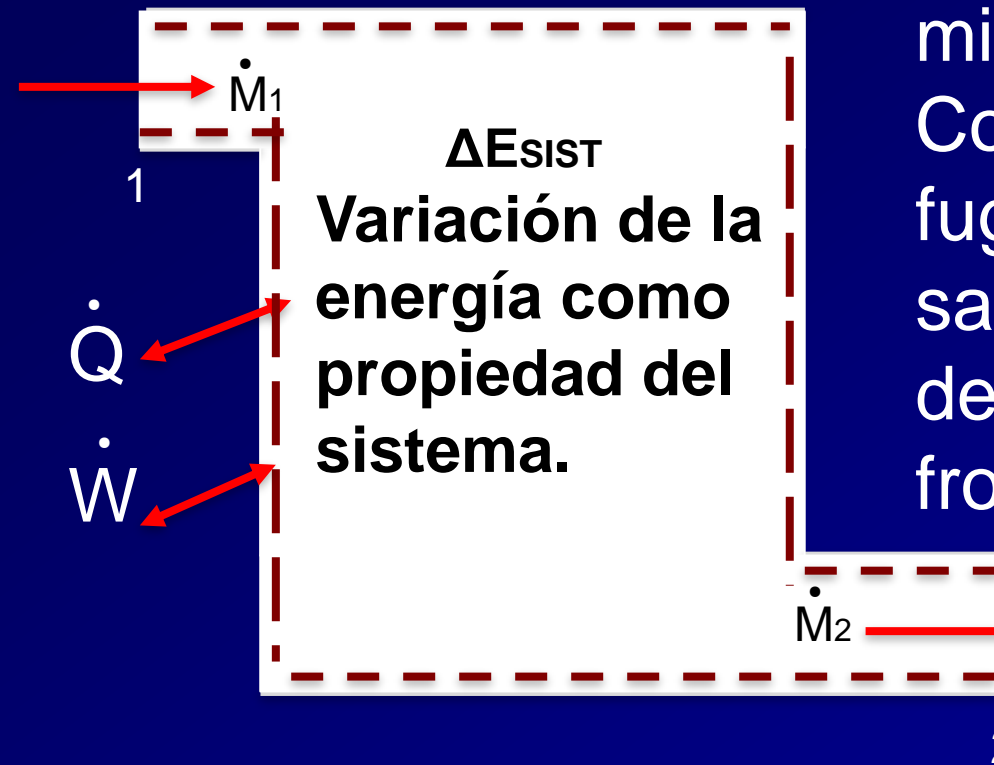 Ṁ1
1
ΔESIST
Variación de la
energía como
propiedad del
sistema.
Q̇
Ẇ
Ṁ2